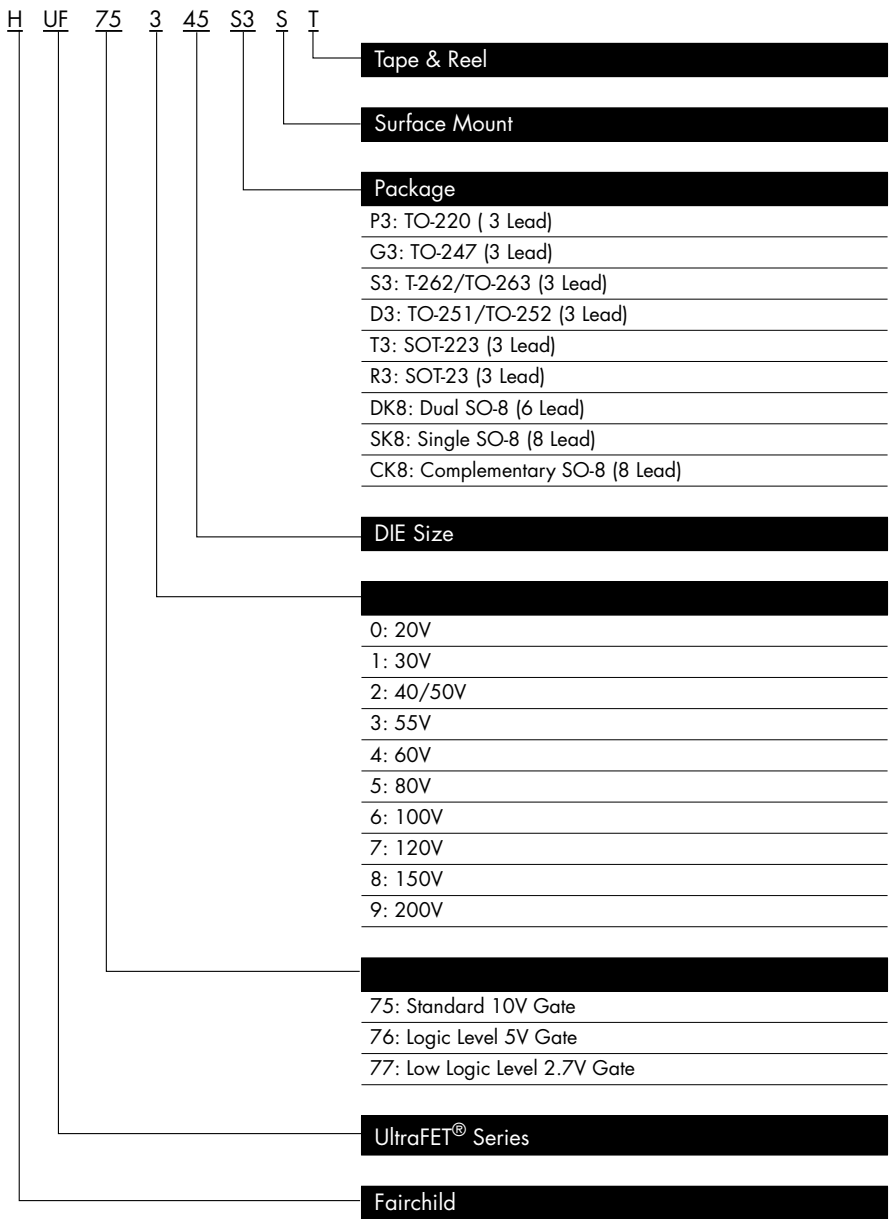 H UF 75 3 45 S3 S T
Tape & Reel
Surface Mount
Package
P3: TO-220 ( 3 Lead)
G3: TO-247 (3 Lead)
S3: T-262/TO-263 (3 Lead)
D3: TO-251/TO-252 (3 Lead)
T3: SOT-223 (3 Lead)
R3: SOT-23 (3 Lead)
DK8: Dual SO-8 (6 Lead)
SK8: Single SO-8 (8 Lead)
CK8: Complementary SO-8 (8 Lead)
DIE Size
0: 20V
1: 30V
2: 40/50V
3: 55V
4: 60V
5: 80V
6: 100V
7: 120V
8: 150V
9: 200V
75: Standard 10V Gate
76: Logic Level 5V Gate
77: Low Logic Level 2.7V Gate
UltraFET® Series
Fairchild